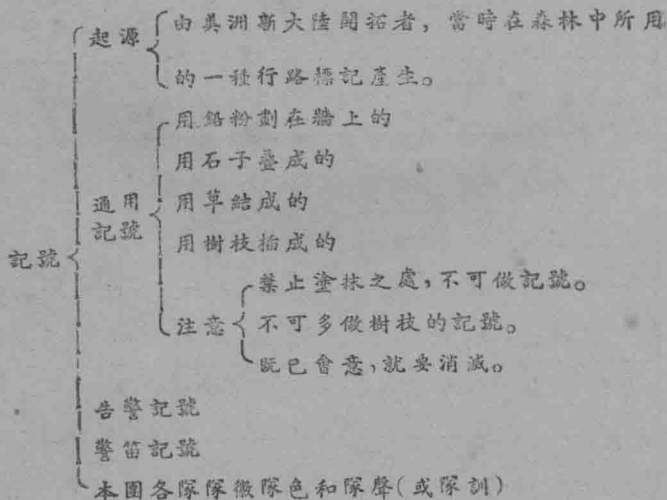 起源
由美洲新大陸開拓者，當時在森林中所用
的一種行路標記產生。
用鉛粉劃在牆上的
用石子疊成的
通用
記號
用草結成的
用樹枝插成的
記號
禁止塗抹之處，不可做記號。
注意
不可多做樹枝的記號。
既已會意，就要消滅。
告警記號
警笛記號
本團各隊隊徽隊色和隊聲（或隊訓）